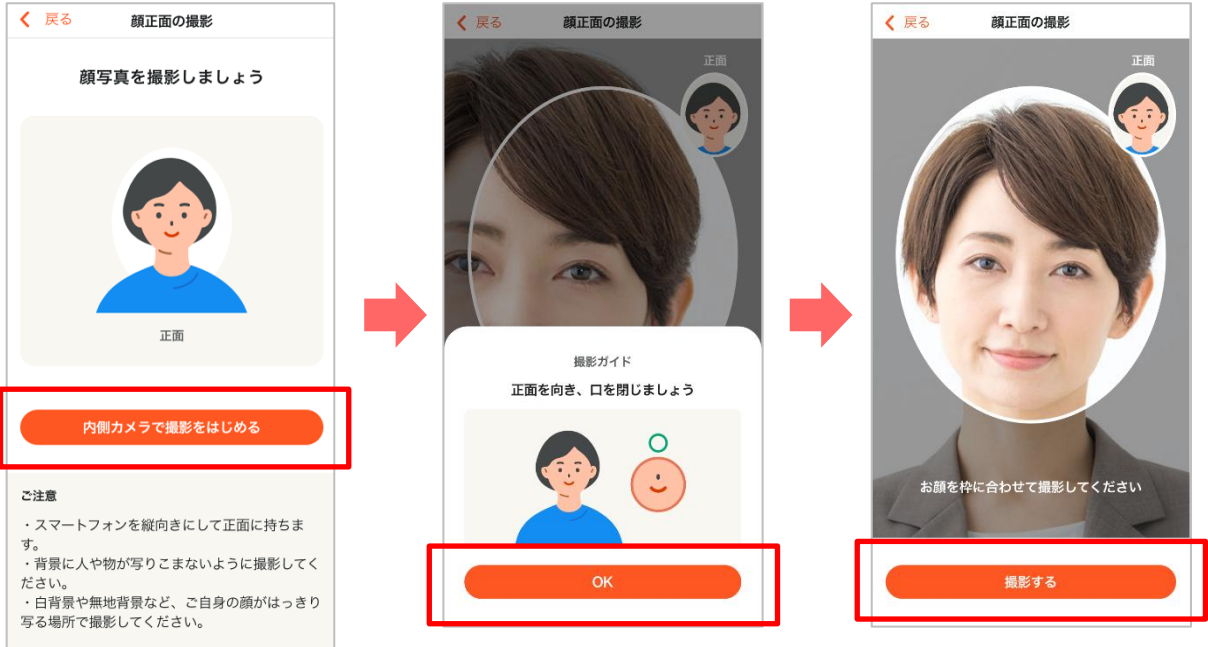 戻る
顔正面の撮影
顔写真を撮影しましょう
正面
内側カメラで撮影をはじめる
ご注意
・スマートフォンを縦向きにして正面に持ちま
す。
・背景に人や物が写りこまないように撮影してく
ださい。
・白背景や無地背景など、ご自身の顔がはっきり
写る場所で撮影してください。
戻る
顔正面の撮影
正面
撮影ガイド
正面を向き、口を閉じましょう
OK
戻る
顔正面の撮影
正面
お顔を枠に合わせて撮影してください
撮影する